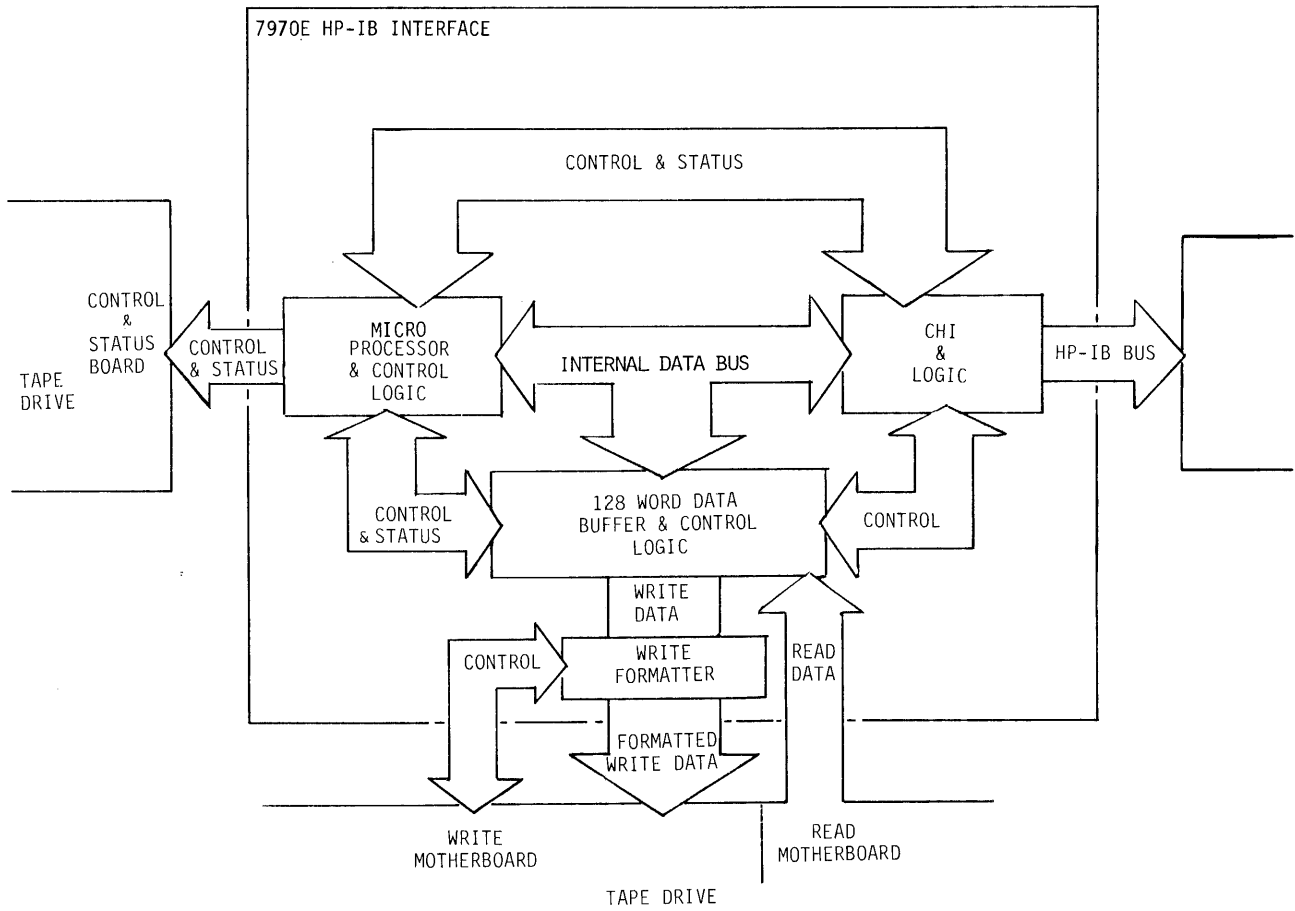 7970E HP-IB INTERFACE
CONTROL & STATUS
CONTROL
&
STATUS
BOARD
TAPE
DRIVE
CONTROL
& STATUS
MICRO
PROCESSOR
& CONTROL
LOGIC
INTERNAL DATA BUS
CHI
&
LOGIC
HP-IB BUS
CONTROL
& STATUS
128 WORD DATA
BUFFER & CONTROL
LOGIC
CONTROL
WRITE
DATA
CONTROL
WRITE
FORMATTER
READ
DATA
FORMATTED
WRITE DATA
WRITE
MOTHERBOARD
READ
MOTHERBOARD
TAPE DRIVE